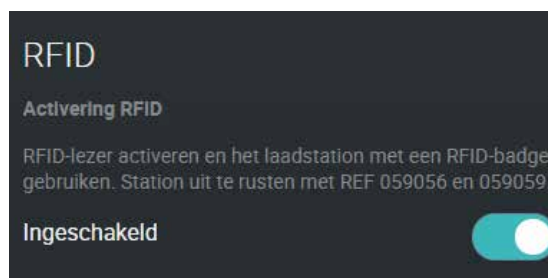 RFID
Activering RFID
RFID-lezer activeren en het laadstation met een RFID-badge
gebruiken. Station uit te rusten met REF 059056 en 059059
Ingeschakeld